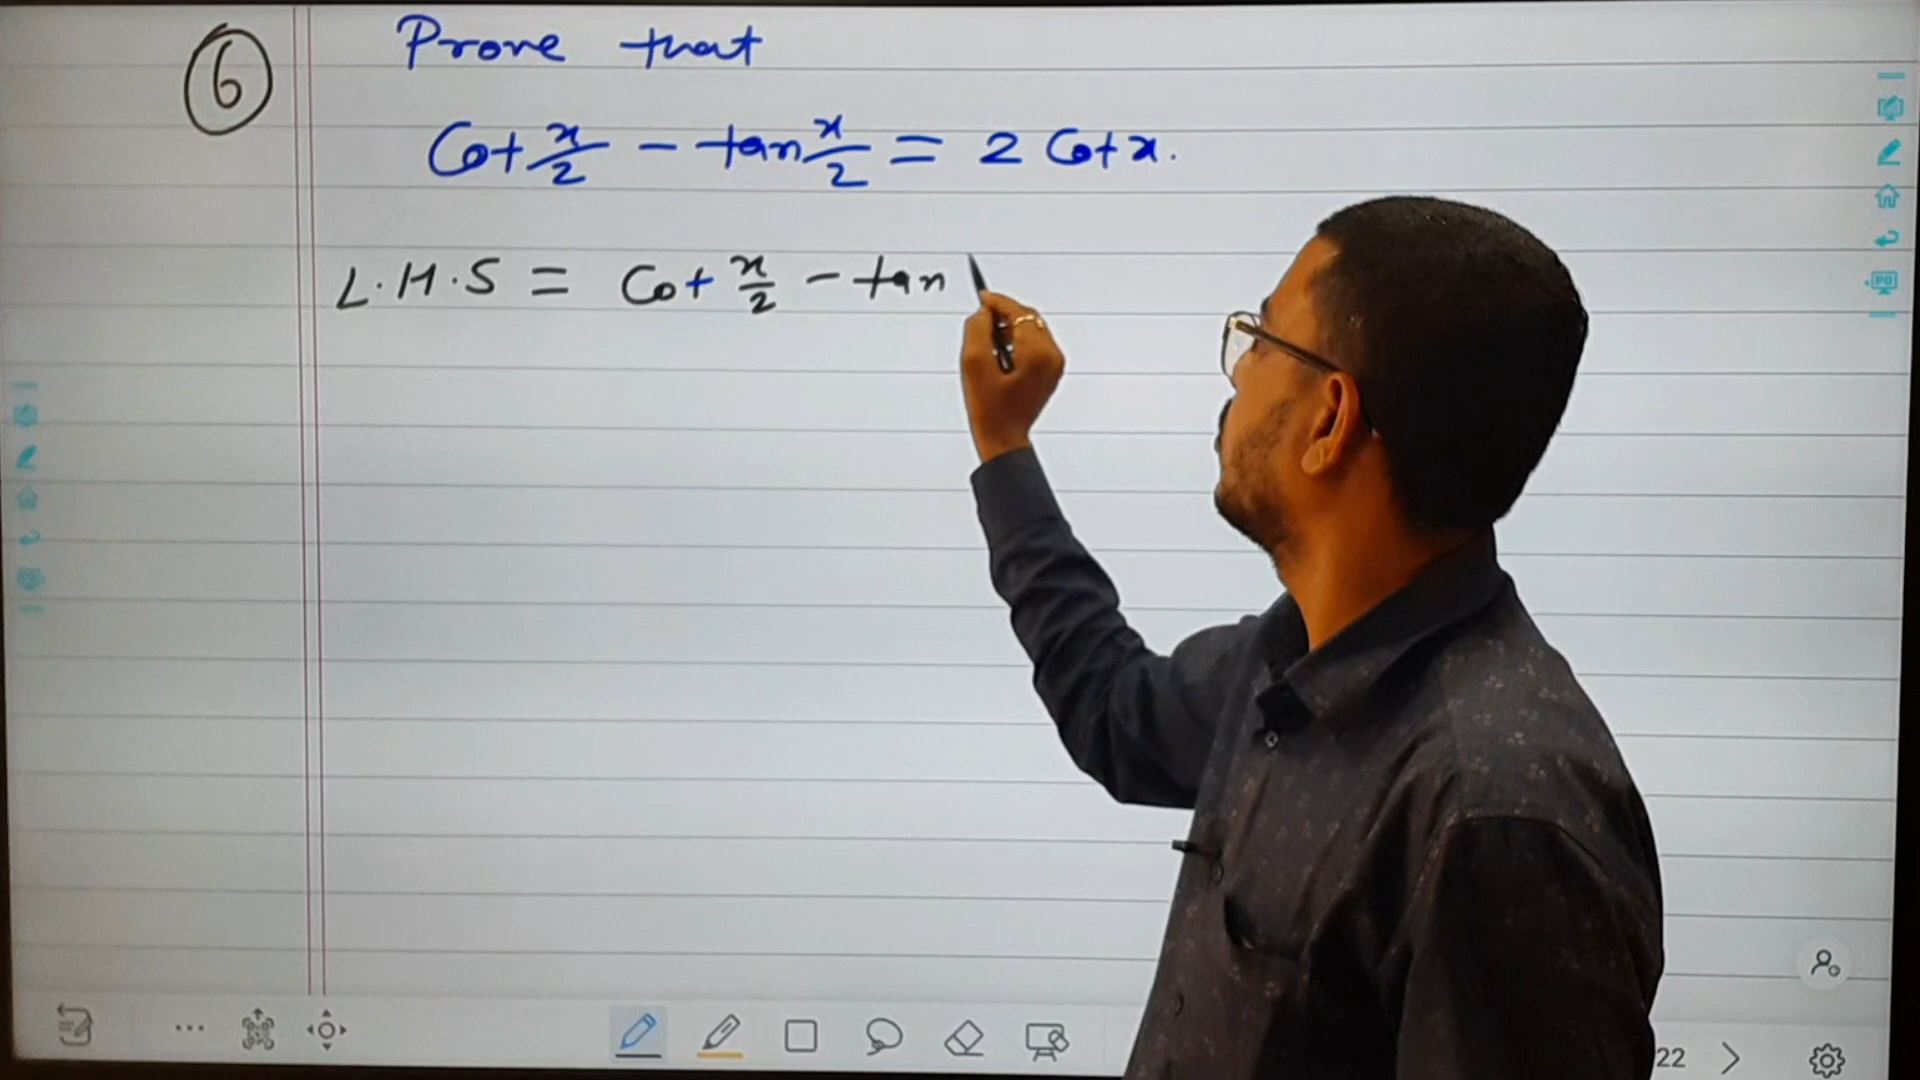 6
Prove that
Cot x/2 - tan x/2 = 2 Cot x.
L.H.S = Cot x/2 - tan
22